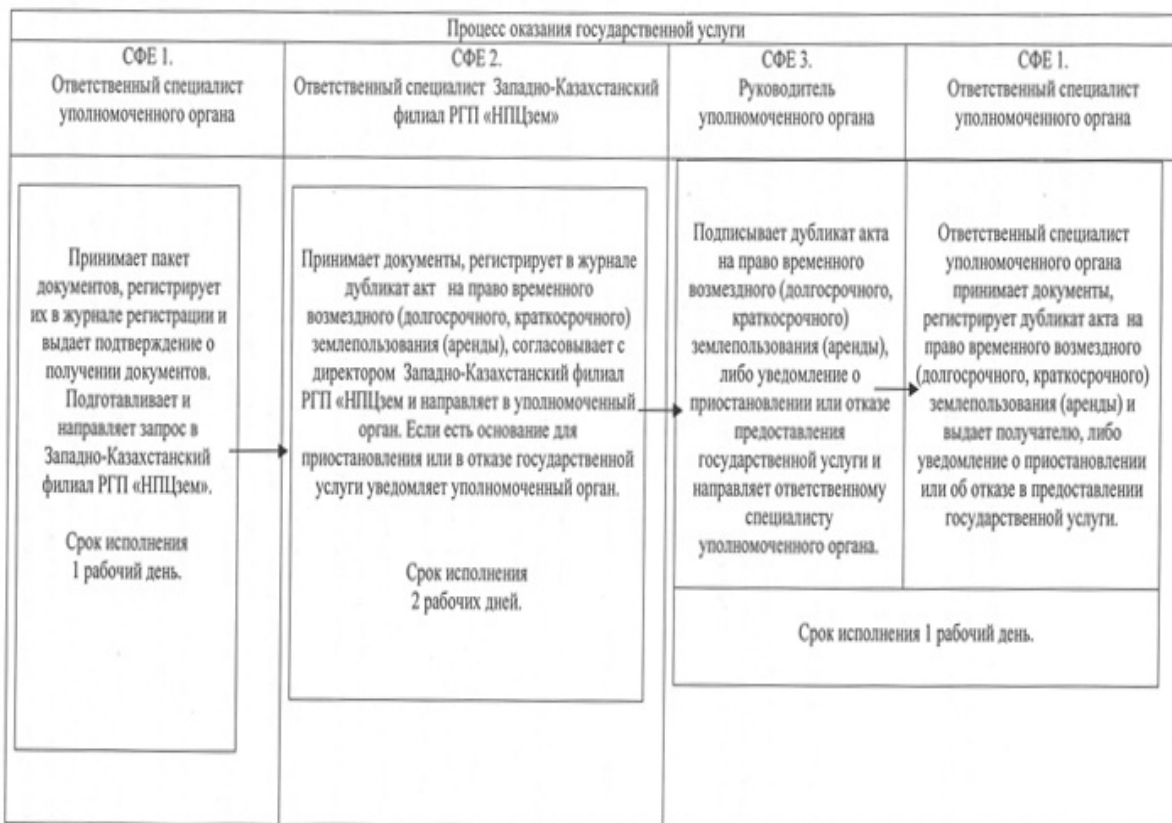 Процесс оказания государственной услуги
СФЕ 1.
Ответственный специалист
уполномоченного органа
СФЕ 2.
Ответственный специалист Западно-Казахстанский
филиал РГП «НПЦзем»
СФЕ 3.
Руководитель
уполномоченного органа
СФЕ 1.
Ответственный специалист
уполномоченного органа
Принимает пакет
документов, регистрирует
их в журнале регистрации и
выдает подтверждение о
получении документов.
Подготавливает и
направляет запрос в
Западно-Казахстанский
филиал РГП «НПЦзем».
Срок исполнения
1 рабочий день.
Принимает документы, регистрирует в журнале
дубликат акт на право временного
возмездного (долгосрочного, краткосрочного)
землепользования (аренды), согласовывает с
директором Западно-Казахстанский филиал
РГП «НПЦзем и направляет в уполномоченный
орган. Если есть основание для
приостановления или в отказе государственной
услуги уведомляет уполномоченный орган.
Срок исполнения
2 рабочих дней.
Подписывает дубликат акта
на право временного
возмездного (долгосрочного,
краткосрочного)
землепользования (аренды),
либо уведомление о
приостановлении или отказе
предоставления
государственной услуги и
направляет ответственному
специалисту
уполномоченного органа.
Ответственный специалист
уполномоченного органа
принимает документы,
регистрирует дубликат акта на
право временного возмездного
(долгосрочного, краткосрочного)
землепользования (аренды) и
выдает получателю, либо
уведомление о приостановлении
или об отказе в предоставлении
государственной услуги.
Срок исполнения 1 рабочий день.